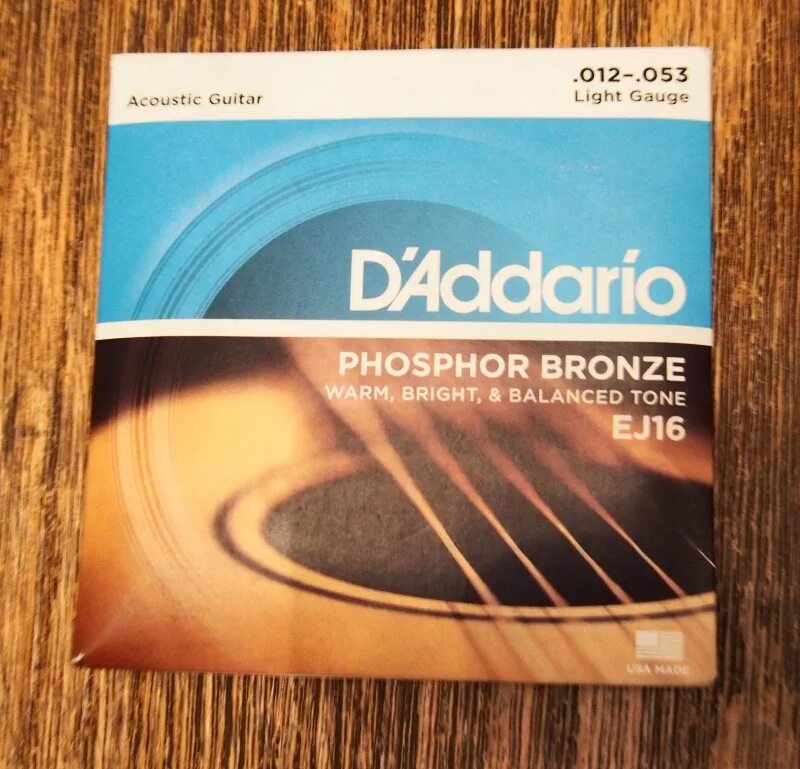 Acoustic Guitar
.012–.053
Light Gauge
D'Addario
PHOSPHOR BRONZE
WARM, BRIGHT, & BALANCED TONE
EJ16
USA MADE